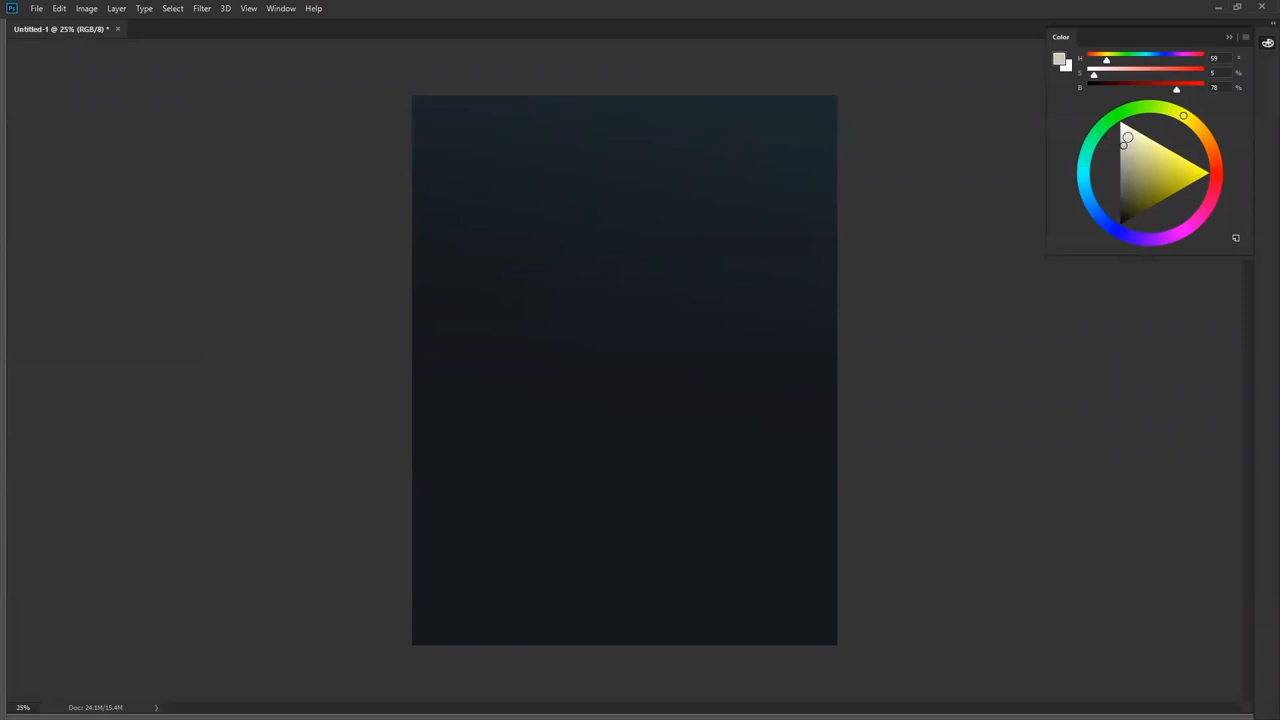 Ps File Edit Image Layer Type Select Filter 3D View Window Help
Untitled-1 @ 25% (RGB/8) * ×
Color
H 59 °
S 5 %
B 78 %
25% Doc: 24.1M/15.4M